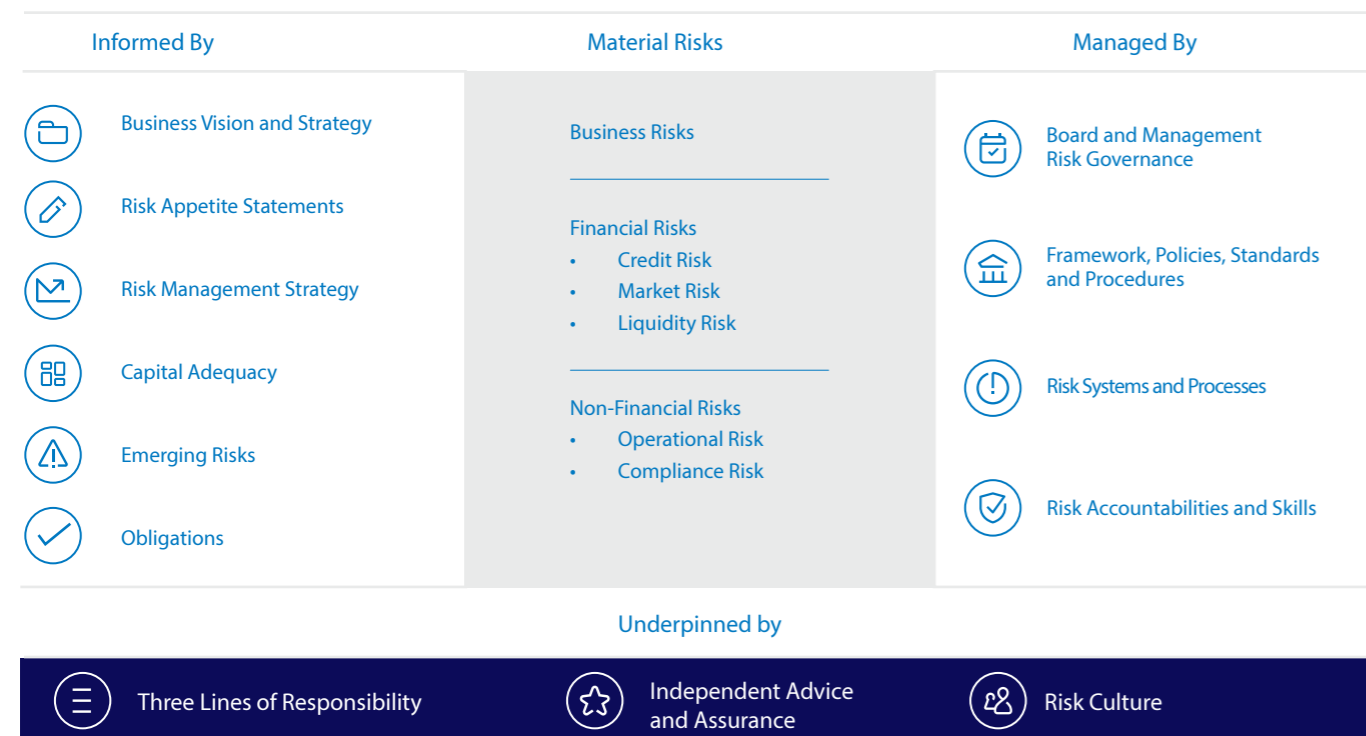 Informed By
Material Risks
Managed By
Business Vision and Strategy
Risk Appetite Statements
Risk Management Strategy
Capital Adequacy
Emerging Risks
Obligations
Business Risks
Financial Risks
• Credit Risk
• Market Risk
• Liquidity Risk
Non-Financial Risks
• Operational Risk
• Compliance Risk
Board and Management
Risk Governance
Framework, Policies, Standards
and Procedures
Risk Systems and Processes
Risk Accountabilities and Skills
Underpinned by
Three Lines of Responsibility
Independent Advice
and Assurance
Risk Culture